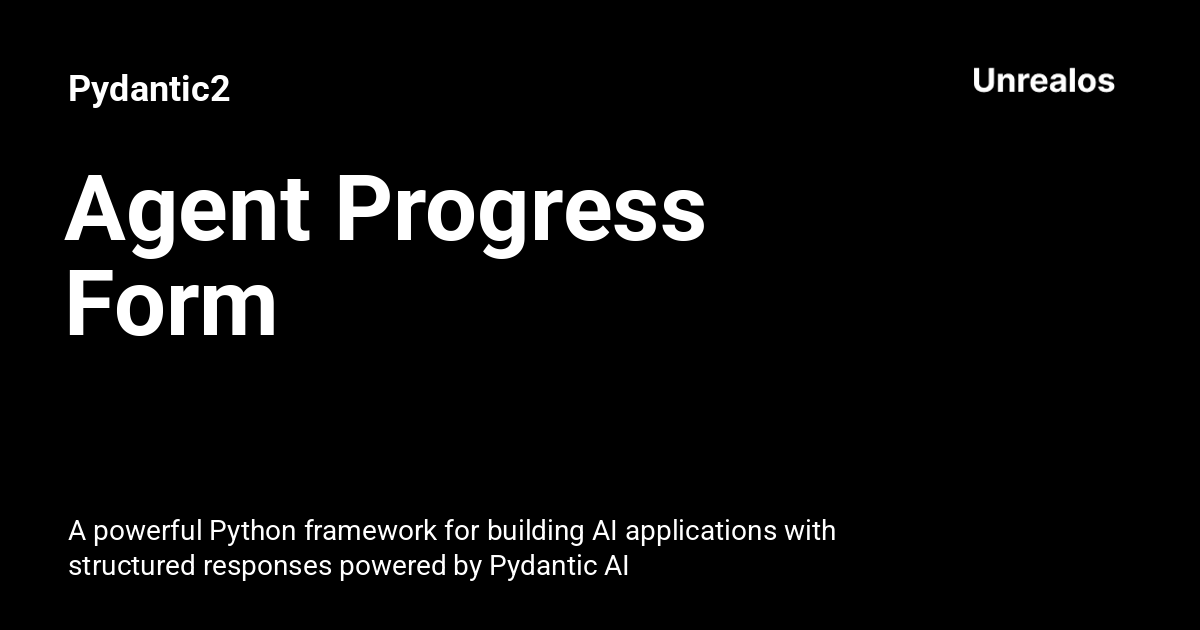 Pydantic2
Unrealos
Agent Progress
Form
A powerful Python framework for building AI applications with
structured responses powered by Pydantic AI